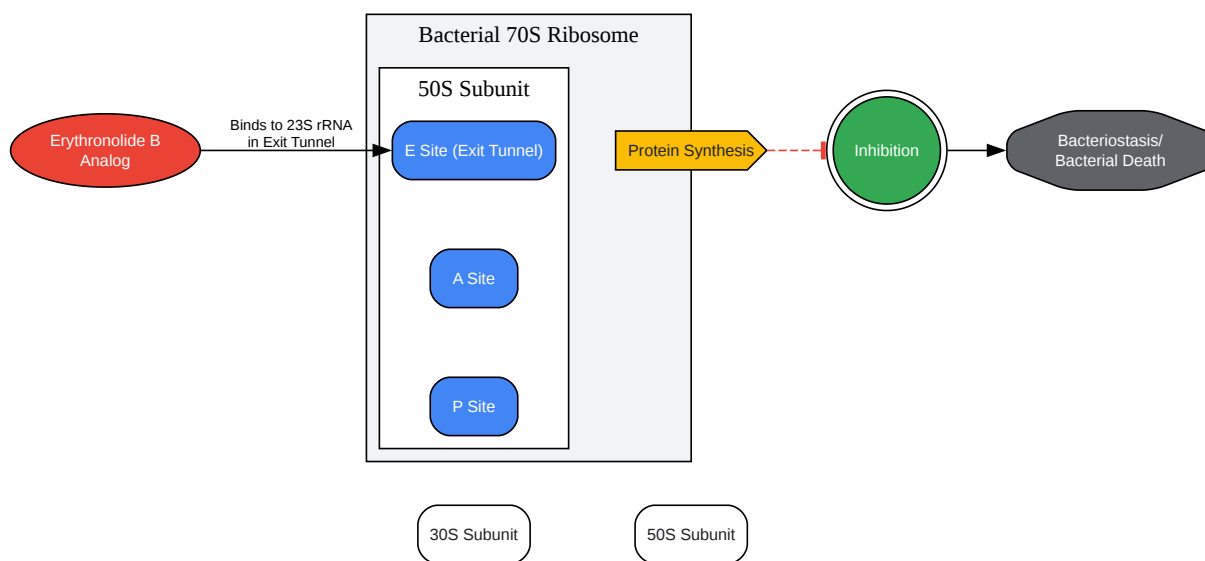 Bacterial 70S Ribosome
50S Subunit
Erythronolide B
Analog
Binds to 23S rRNA
in Exit Tunnel
E Site (Exit Tunnel)
Protein Synthesis
Inhibition
Bacteriostasis/
Bacterial Death
A Site
P Site
30S Subunit
50S Subunit